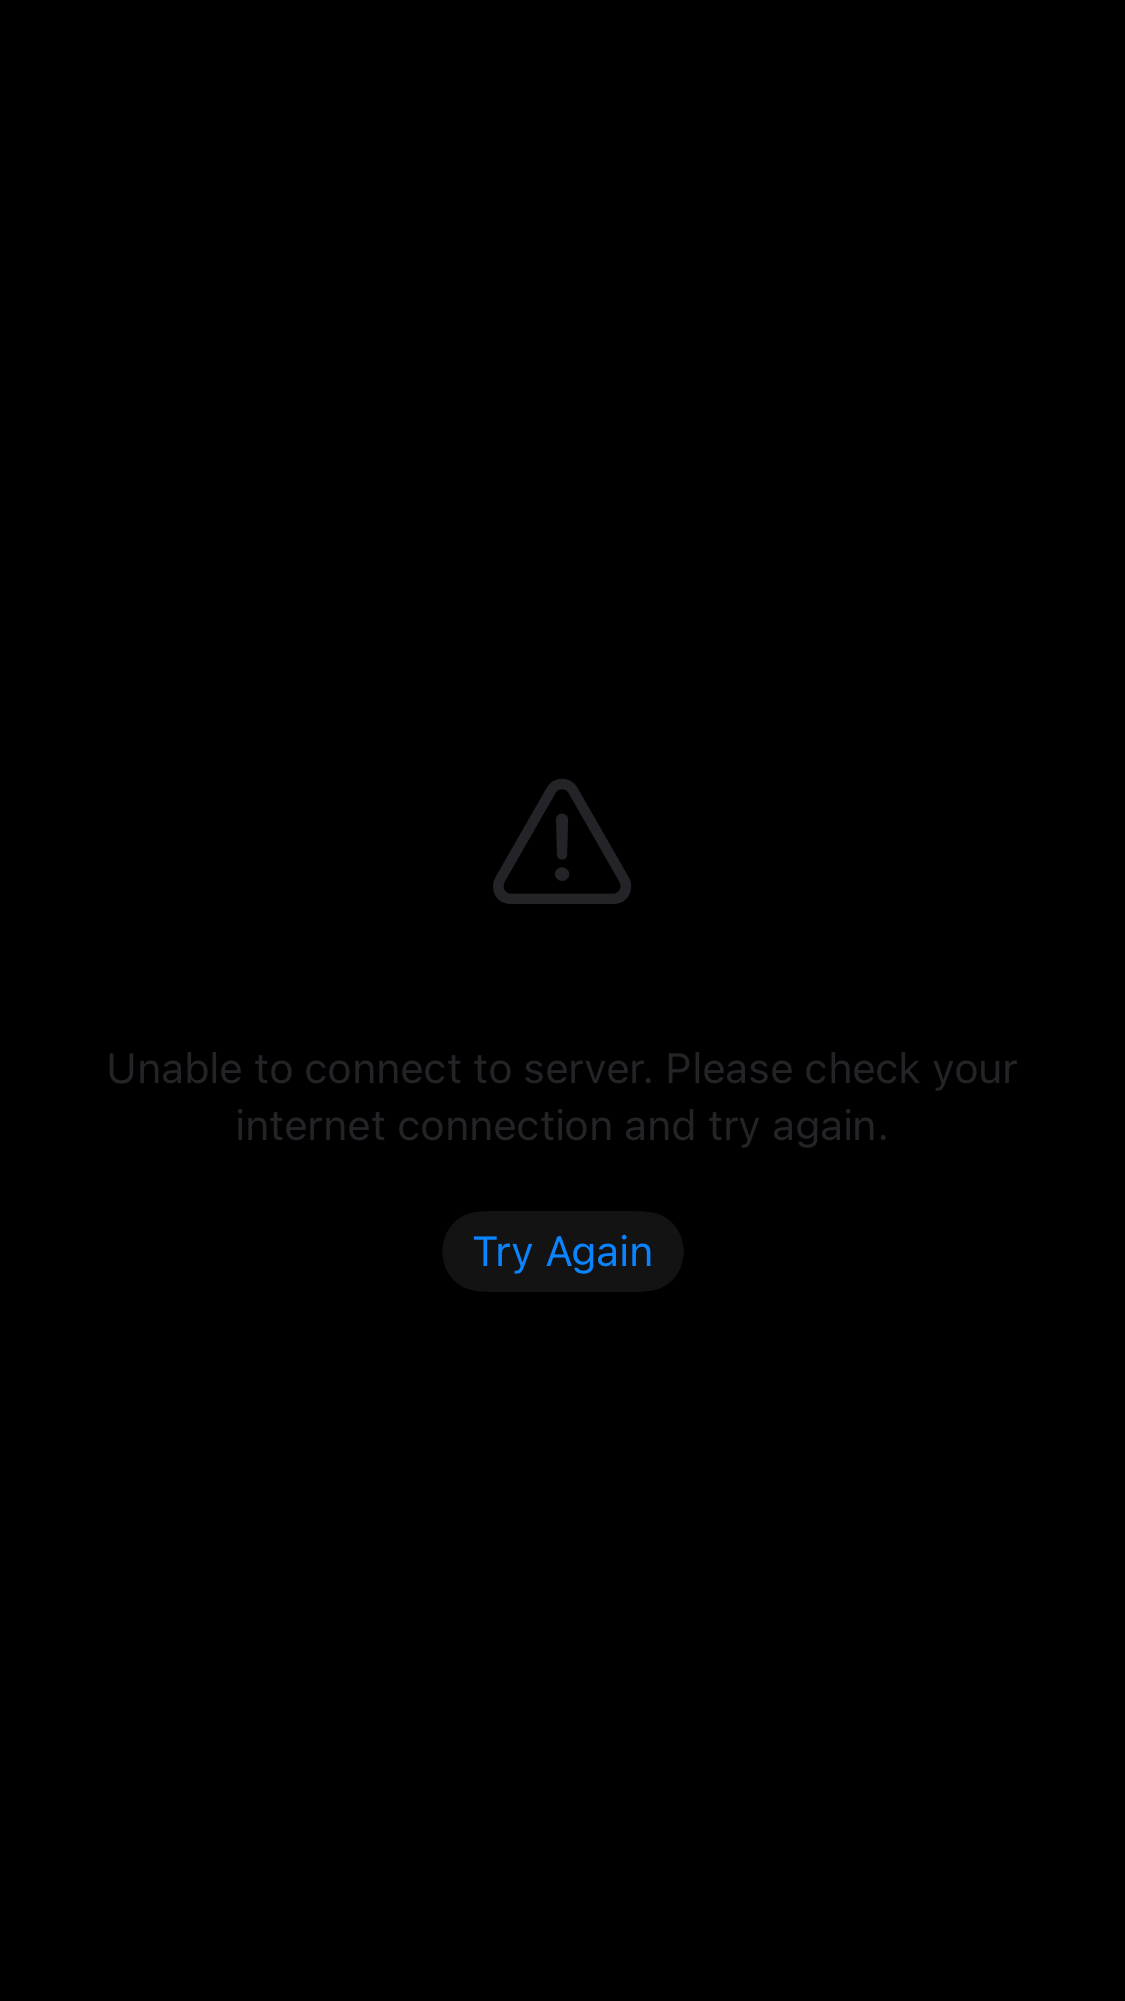 Unable to connect to server. Please check your
internet connection and try again.
Try Again